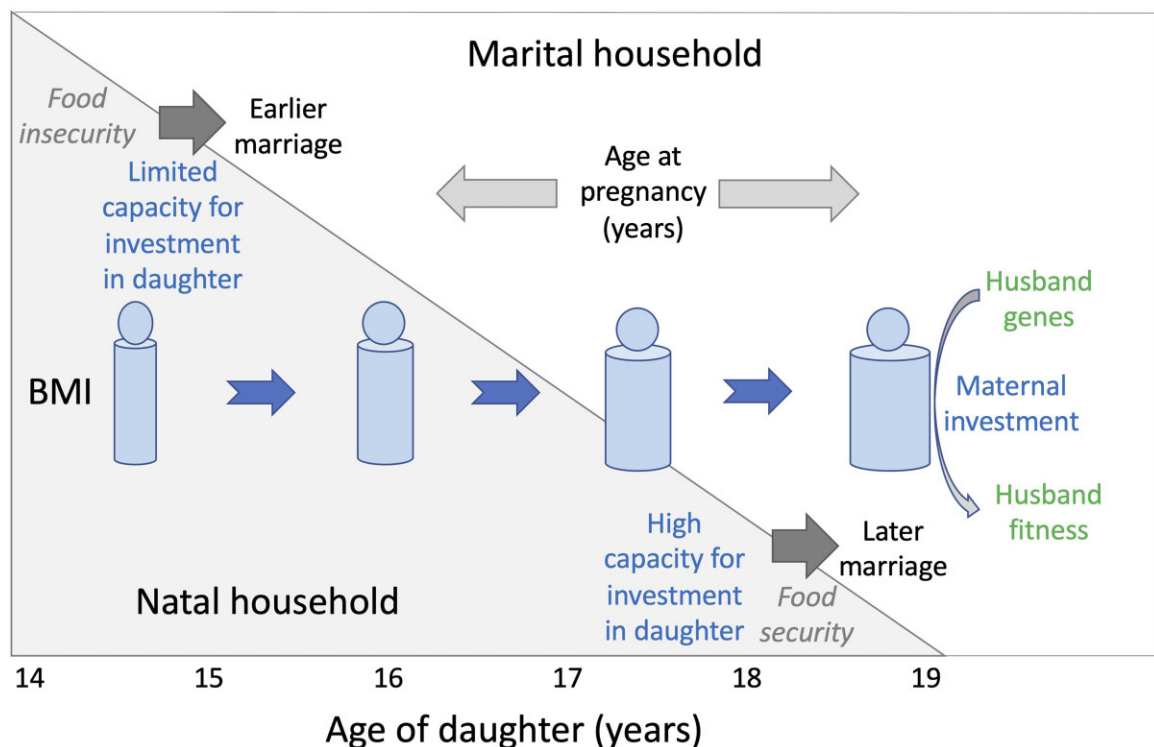 Marital household
Food
insecurity
Earlier
marriage
Limited
capacity for
investment
in daughter
Age at
pregnancy
(years)
Husband
genes
BMI
Maternal
investment
Husband
fitness
High
capacity for
investment
in daughter
Later
marriage
Food
security
Natal household
14 15 16 17 18 19
Age of daughter (years)